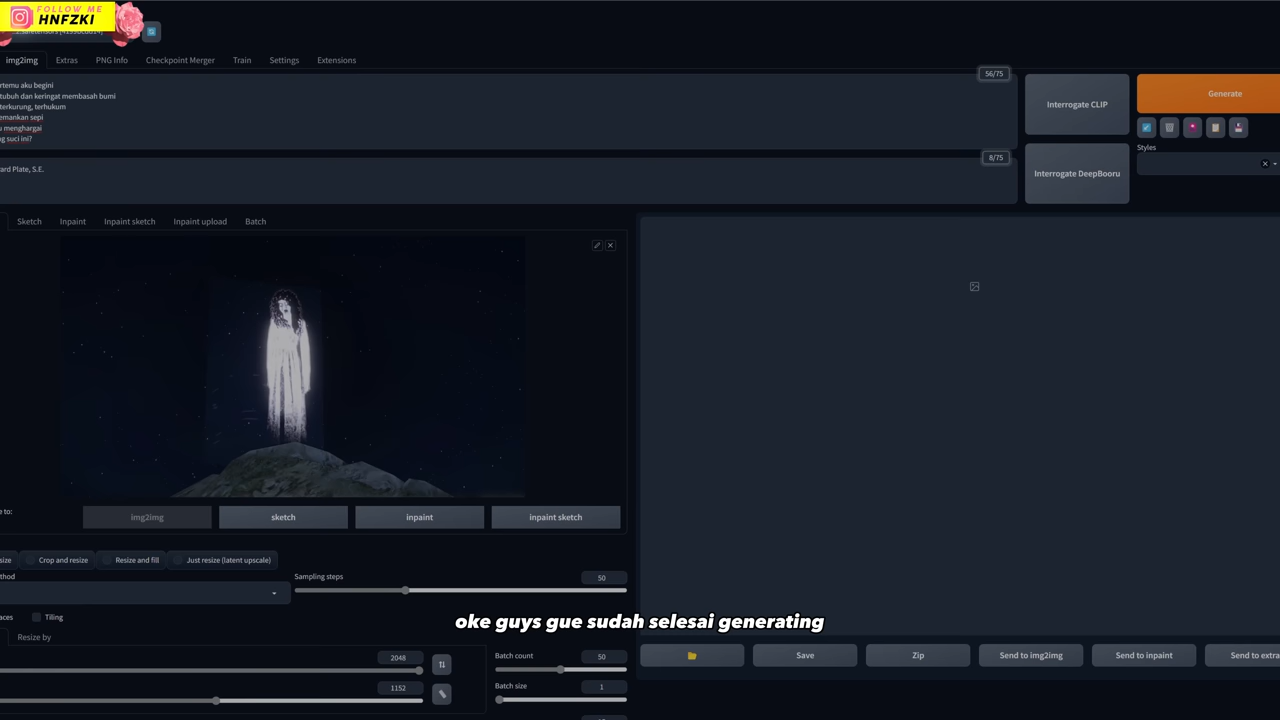 FOLLOW ME
HNFZKI
img2img
Extras
PNG Info
Checkpoint Merger
Train
Settings
Extensions
56/75
rtemu aku begini
tubuh dan keringat membasah bumi
terkurung, terhukum
emankan sepi
u menghargai
g suci ini?
Interrogate CLIP
Generate
8/75
ard Plate, S.E.
Interrogate DeepBooru
Styles
Sketch
Inpaint
Inpaint sketch
Inpaint upload
Batch
e to:
img2img
sketch
inpaint
inpaint sketch
size
Crop and resize
Resize and fill
Just resize (latent upscale)
thod
Sampling steps
50
aces
Tiling
oke guys gue sudah selesai generating
Resize by
2048
Batch count
50
1152
Batch size
1
Save
Zip
Send to img2img
Send to inpaint
Send to extra